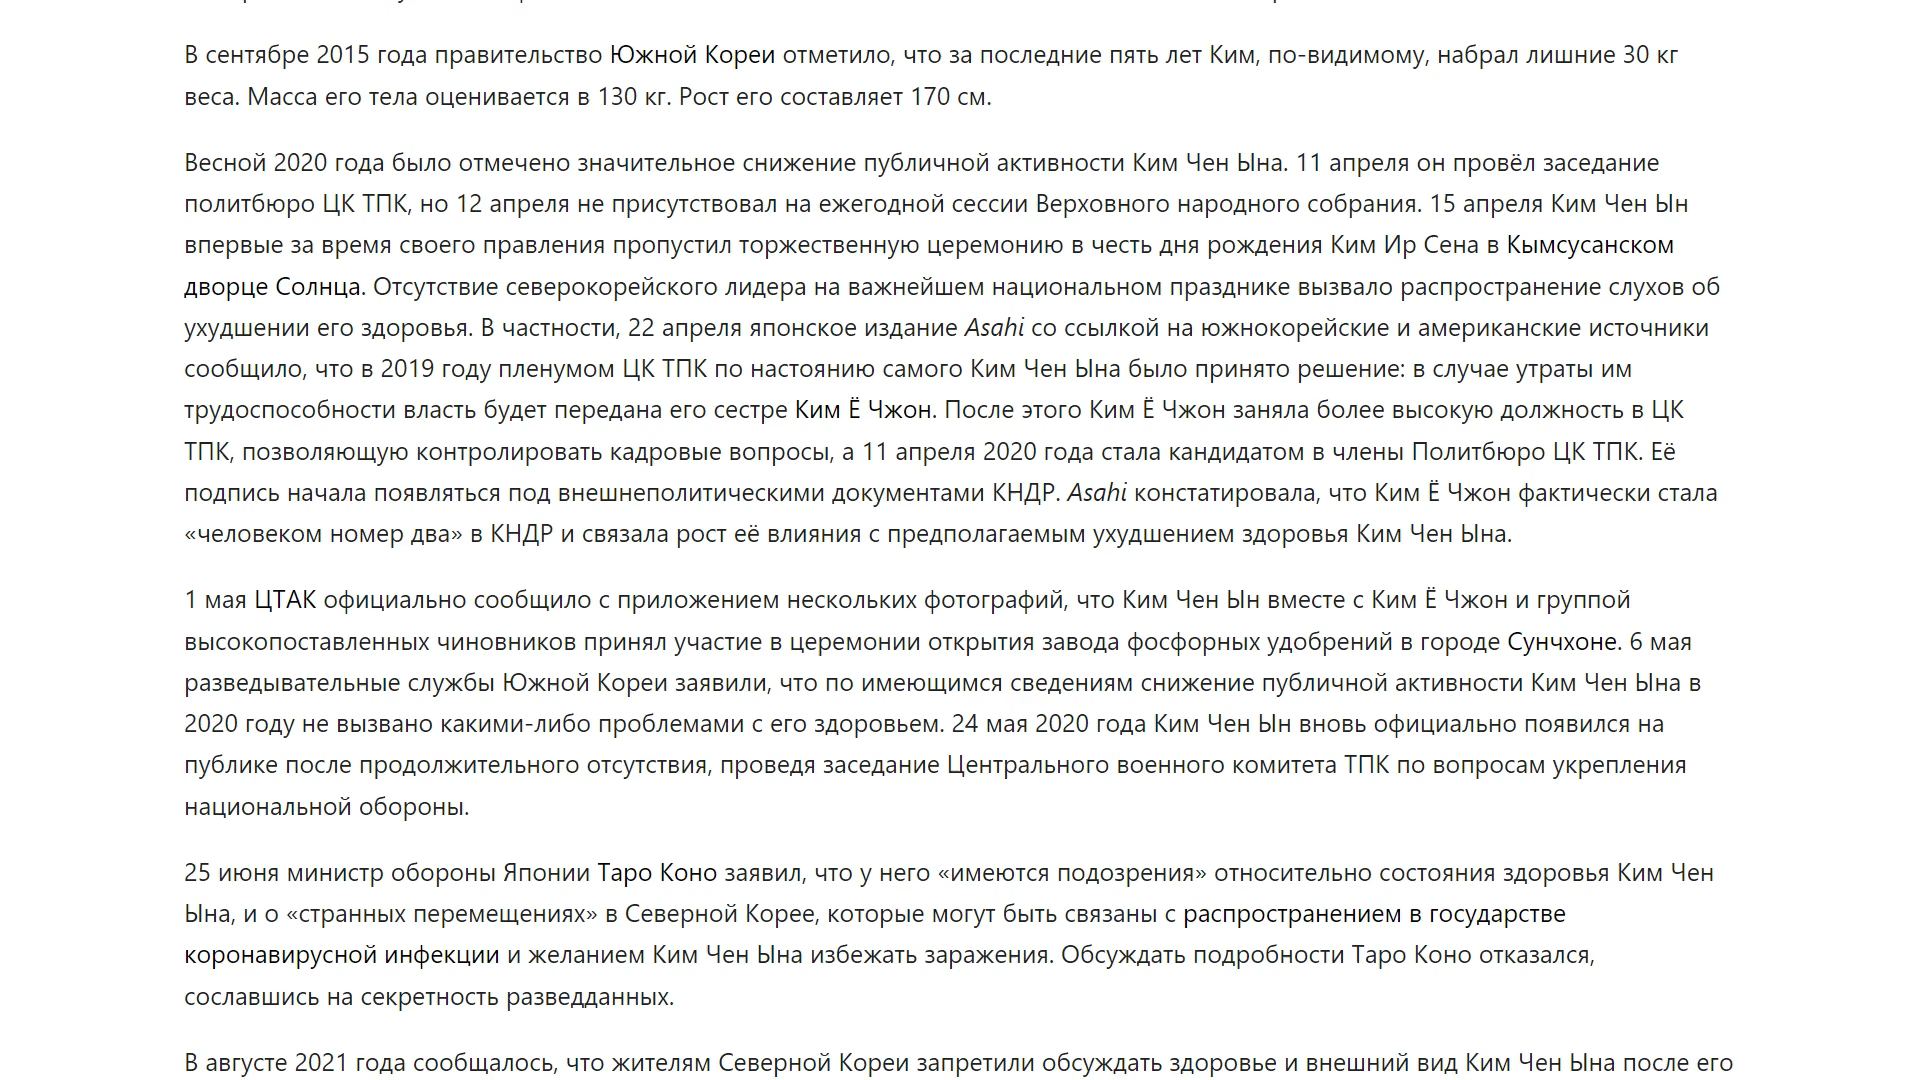 В сентябре 2015 года правительство Южной Кореи отметило, что за последние пять лет Ким, по-видимому, набрал лишние 30 кг
веса. Масса его тела оценивается в 130 кг. Рост его составляет 170 см.
Весной 2020 года было отмечено значительное снижение публичной активности Ким Чен Ына. 11 апреля он провёл заседание
политбюро ЦК ТПК, но 12 апреля не присутствовал на ежегодной сессии Верховного народного собрания. 15 апреля Ким Чен Ын
впервые за время своего правления пропустил торжественную церемонию в честь дня рождения Ким Ир Сена в Кымсусанском
дворце Солнца. Отсутствие северокорейского лидера на важнейшем национальном празднике вызвало распространение слухов об
ухудшении его здоровья. В частности, 22 апреля японское издание Asahi со ссылкой на южнокорейские и американские источники
сообщило, что в 2019 году пленумом ЦК ТПК по настоянию самого Ким Чен Ына было принято решение: в случае утраты им
трудоспособности власть будет передана его сестре Ким Ё Чжон. После этого Ким Ё Чжон заняла более высокую должность в ЦК
ТПК, позволяющую контролировать кадровые вопросы, а 11 апреля 2020 года стала кандидатом в члены Политбюро ЦК ТПК. Её
подпись начала появляться под внешнеполитическими документами КНДР. Asahi констатировала, что Ким Ё Чжон фактически стала
«человеком номер два» в КНДР и связала рост её влияния с предполагаемым ухудшением здоровья Ким Чен Ына.
1 мая ЦТАК официально сообщило с приложением нескольких фотографий, что Ким Чен Ын вместе с Ким Ё Чжон и группой
высокопоставленных чиновников принял участие в церемонии открытия завода фосфорных удобрений в городе Сунчхоне. 6 мая
разведывательные службы Южной Кореи заявили, что по имеющимся сведениям снижение публичной активности Ким Чен Ына в
2020 году не вызвано какими-либо проблемами с его здоровьем. 24 мая 2020 года Ким Чен Ын вновь официально появился на
публике после продолжительного отсутствия, проведя заседание Центрального военного комитета ТПК по вопросам укрепления
национальной обороны.
25 июня министр обороны Японии Таро Коно заявил, что у него «имеются подозрения» относительно состояния здоровья Ким Чен
Ына, и о «странных перемещениях» в Северной Корее, которые могут быть связаны с распространением в государстве
коронавирусной инфекции и желанием Ким Чен Ына избежать заражения. Обсуждать подробности Таро Коно отказался,
сославшись на секретность разведданных.
В августе 2021 года сообщалось, что жителям Северной Кореи запретили обсуждать здоровье и внешний вид Ким Чен Ына после его